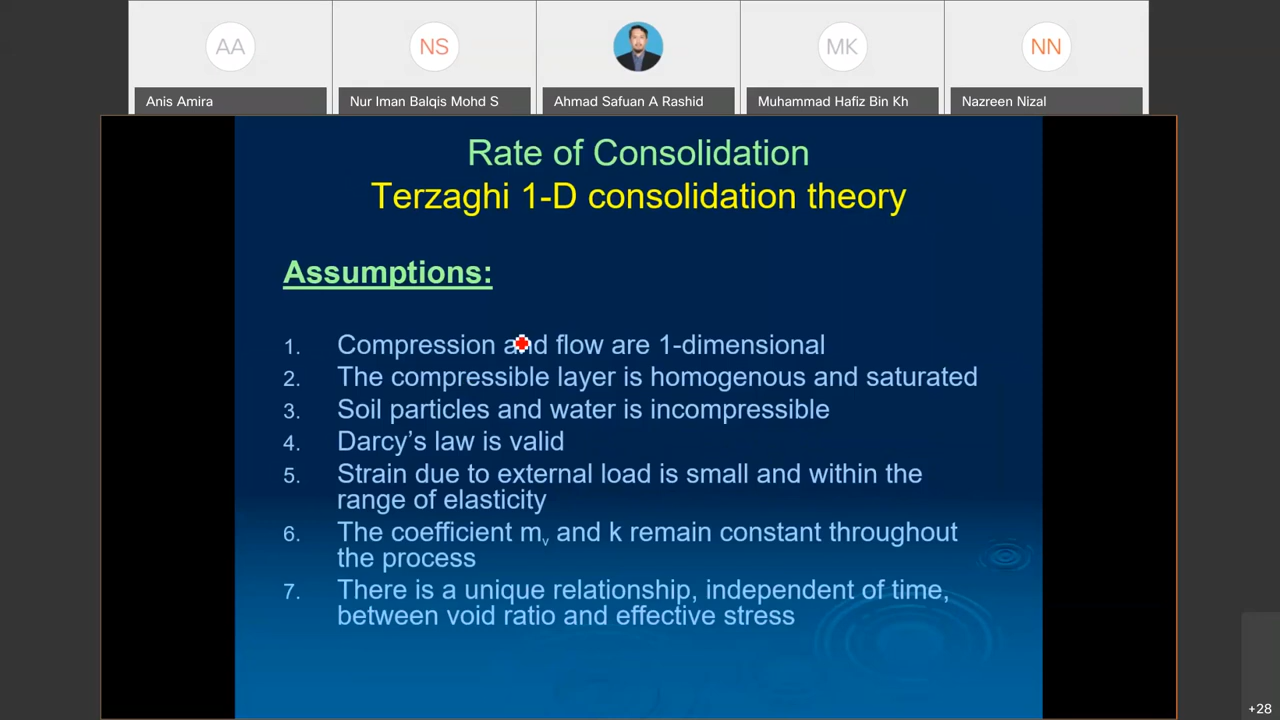 AA
NS
MK
NN
Anis Amira
Nur Iman Balqis Mohd S
Ahmad Safuan A Rashid
Muhammad Hafiz Bin Kh
Nazreen Nizal
Rate of Consolidation
Terzaghi 1-D consolidation theory
Assumptions:
1. Compression and flow are 1-dimensional
2. The compressible layer is homogenous and saturated
3. Soil particles and water is incompressible
4. Darcy’s law is valid
5. Strain due to external load is small and within the
range of elasticity
6. The coefficient mv and k remain constant throughout
the process
7. There is a unique relationship, independent of time,
between void ratio and effective stress
+28